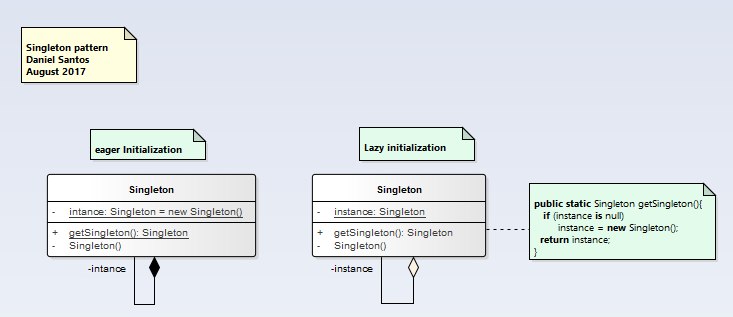 Singleton pattern
Daniel Santos
August 2017
eager Initialization
Lazy initialization
Singleton
- intance: Singleton = new Singleton()
+ getSingleton(): Singleton
- Singleton()
-intance
Singleton
- instance: Singleton
+ getSingleton(): Singleton
- Singleton()
-instance
public static Singleton getSingleton(){
if (instance is null)
instance = new Singleton();
return instance;
}